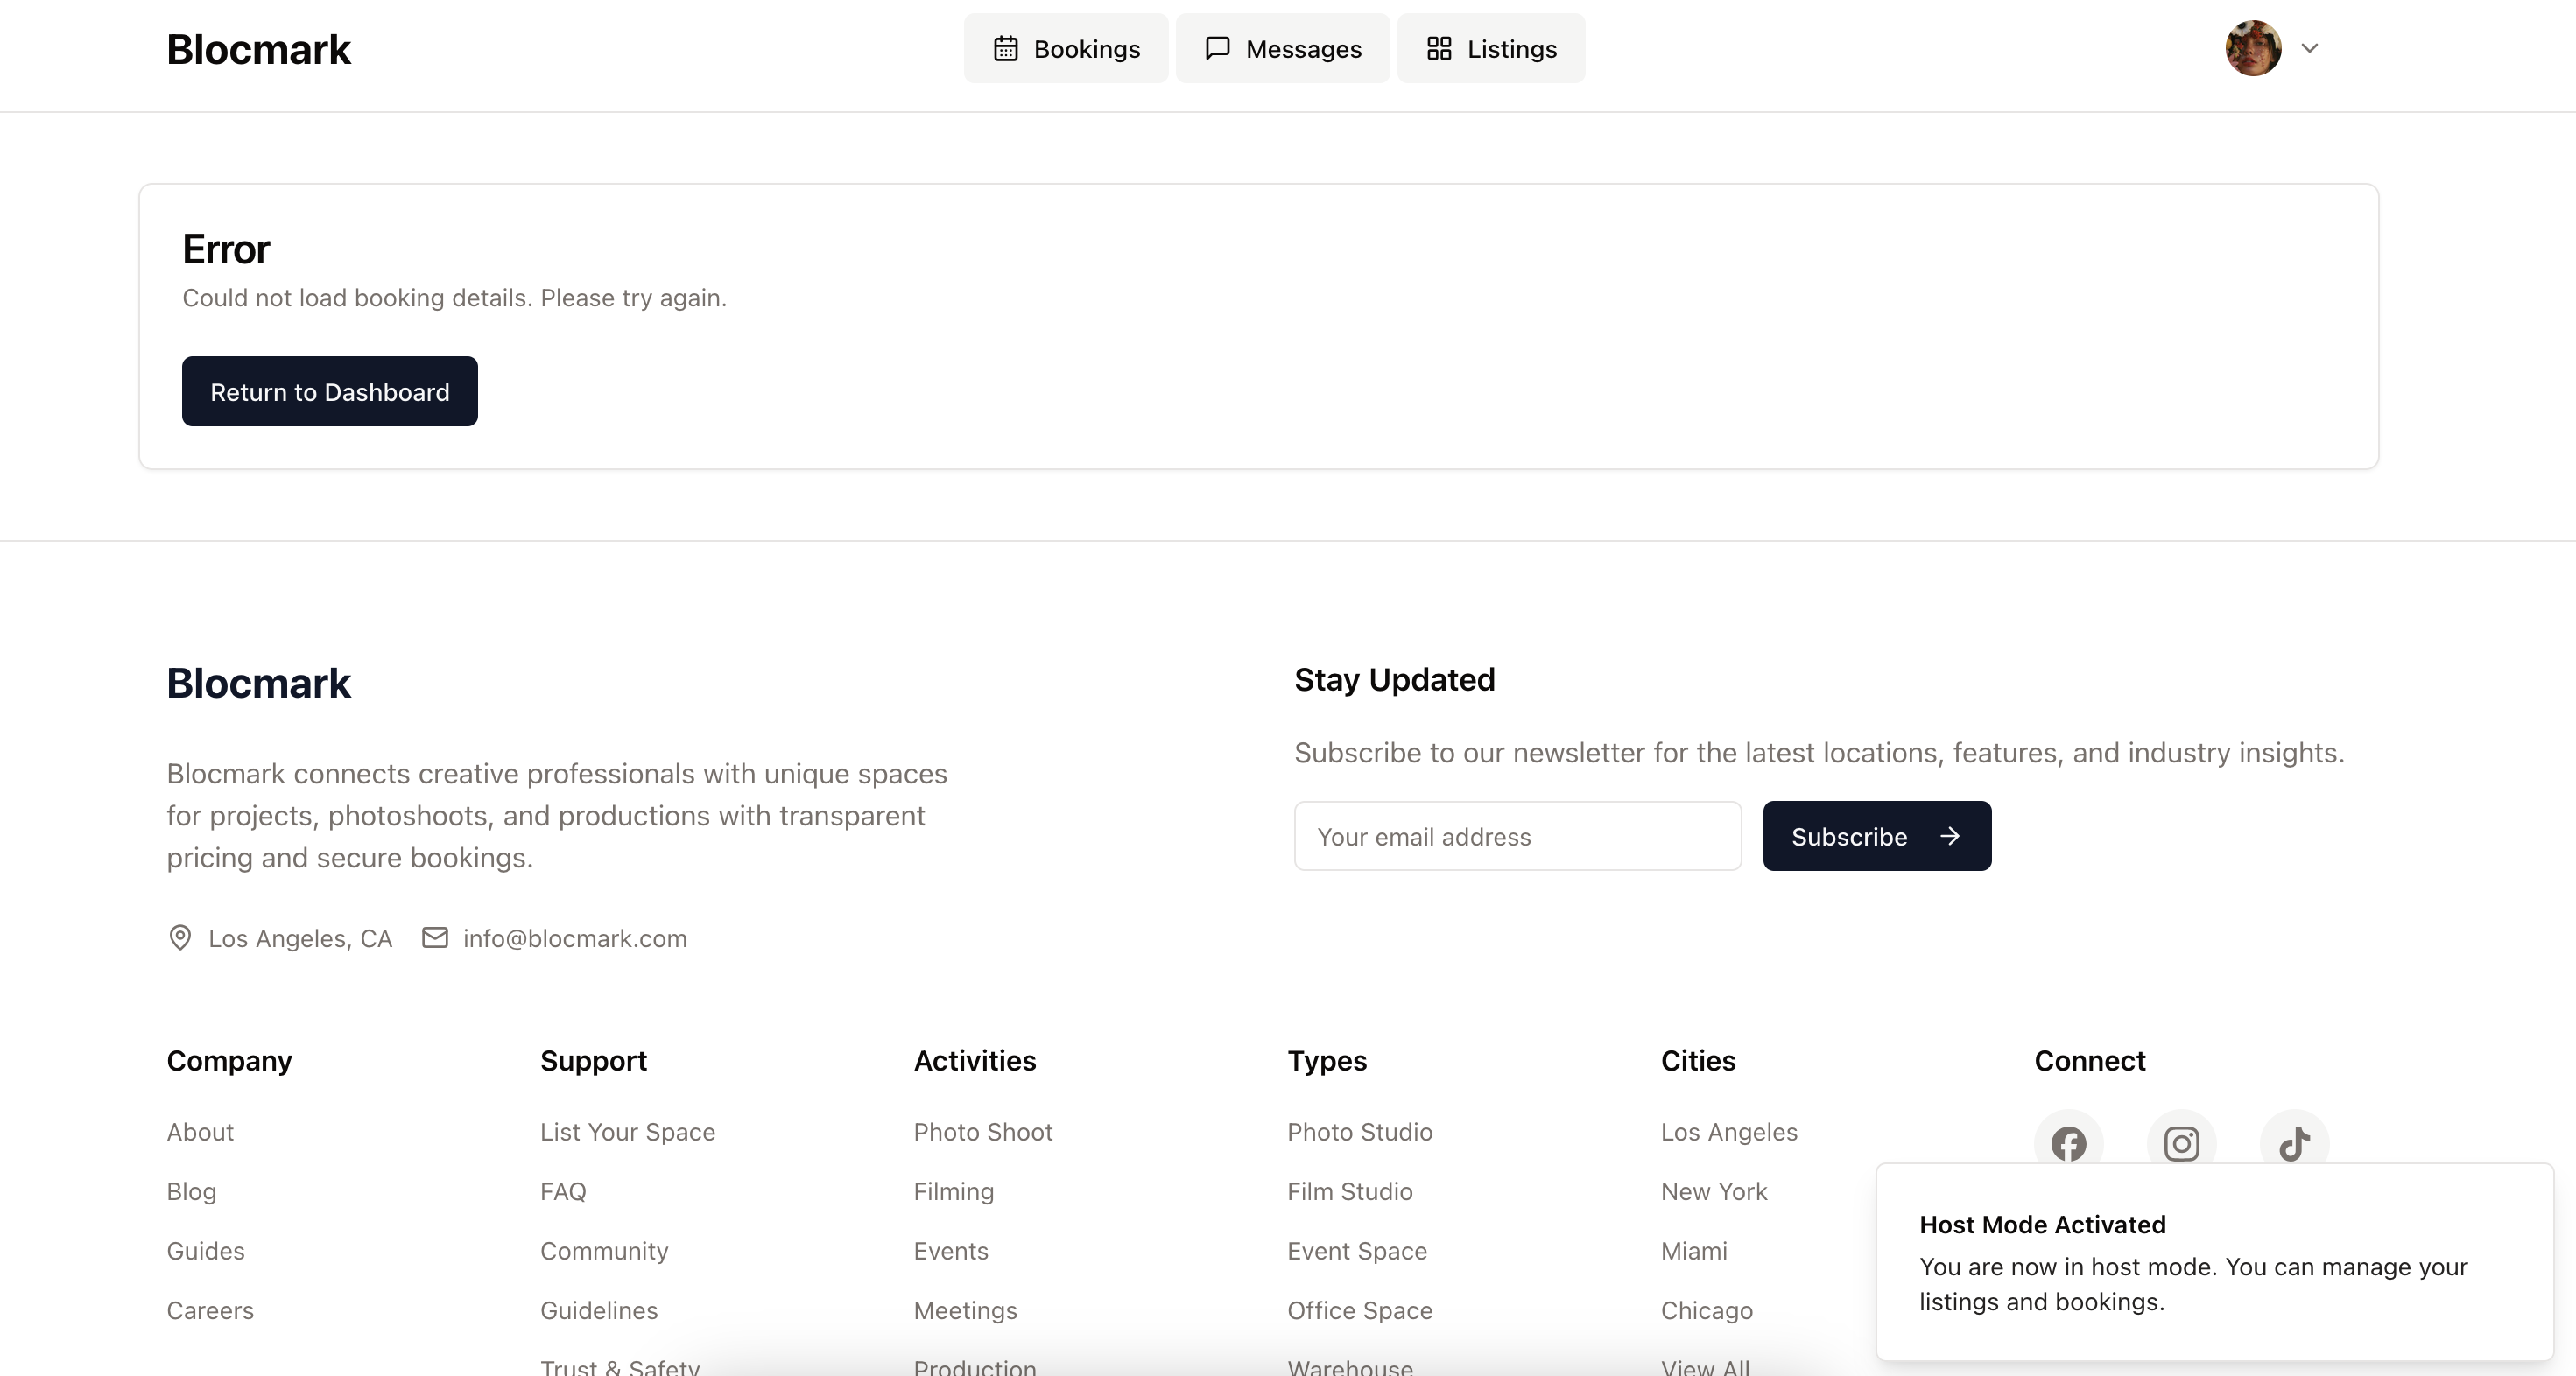 Blocmark
Bookings
Messages
Listings
Error
Could not load booking details. Please try again.
Return to Dashboard
Blocmark
Blocmark connects creative professionals with unique spaces
for projects, photoshoots, and productions with transparent
pricing and secure bookings.
Los Angeles, CA
info@blocmark.com
Stay Updated
Subscribe to our newsletter for the latest locations, features, and industry insights.
Your email address
Subscribe
Company
About
Blog
Guides
Careers
Support
List Your Space
FAQ
Community
Guidelines
Trust & Safety
Activities
Photo Shoot
Filming
Events
Meetings
Production
Types
Photo Studio
Film Studio
Event Space
Office Space
Warehouse
Cities
Los Angeles
New York
Miami
Chicago
View All
Connect
Host Mode Activated
You are now in host mode. You can manage your
listings and bookings.